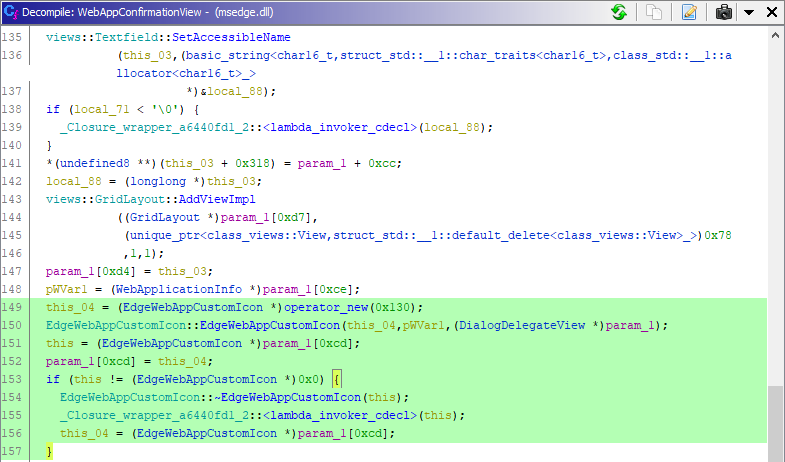 Decompile: WebAppConfirmationView - (msedge.dll)
135 views::Textfield::SetAccessibleName
136 (this_03,(basic_string<char16_t,struct_std::__1::char_traits<char16_t>,class_std::__1::a
llocator<char16_t>_>
137 *)&local_88);
138 if (local_71 < '\0') {
139 _Closure_wrapper_a6440fd1_2::<lambda_invoker_cdecl>(local_88);
140 }
141 *(undefined8 **)(this_03 + 0x318) = param_1 + 0xcc;
142 local_88 = (longlong *)this_03;
143 views::GridLayout::AddViewImpl
144 ((GridLayout *)param_1[0xd7],
145 (unique_ptr<class_views::View,struct_std::__1::default_delete<class_views::View>_>)0x78
146 ,1,1);
147 param_1[0xd4] = this_03;
148 pWVar1 = (WebApplicationInfo *)param_1[0xce];
149 this_04 = (EdgeWebAppCustomIcon *)operator_new(0x130);
150 EdgeWebAppCustomIcon::EdgeWebAppCustomIcon(this_04,pWVar1,(DialogDelegateView *)param_1);
151 this = (EdgeWebAppCustomIcon *)param_1[0xcd];
152 param_1[0xcd] = this_04;
153 if (this != (EdgeWebAppCustomIcon *)0x0) {
154 EdgeWebAppCustomIcon::~EdgeWebAppCustomIcon(this);
155 _Closure_wrapper_a6440fd1_2::<lambda_invoker_cdecl>(this);
156 this_04 = (EdgeWebAppCustomIcon *)param_1[0xcd];
157 }